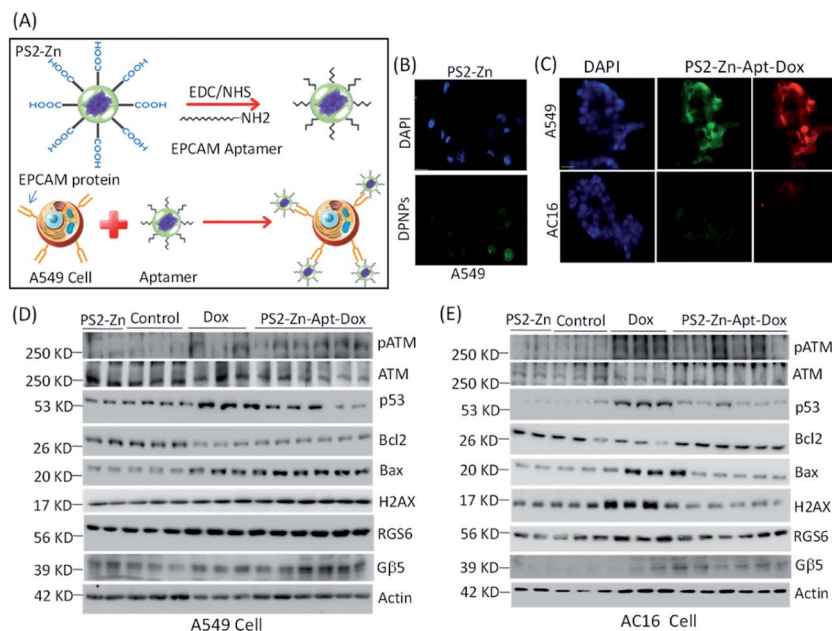 (A)
PS2-Zn
COOH
HOOC
COOH
HOOC
COOH
HOOC
COOH
HOOC
EDC/NHS
NH2
EPCAM Aptamer
EPCAM protein
A549 Cell
Aptamer
(B)
PS2-Zn
DAPI
DPNPs
A549
(C)
DAPI PS2-Zn-Apt-Dox
A549
AC16
(D)
PS2-Zn Control Dox PS2-Zn-Apt-Dox
250 KD pATM
250 KD ATM
53 KD p53
26 KD Bcl2
20 KD Bax
17 KD H2AX
56 KD RGS6
39 KD Gβ5
42 KD Actin
A549 Cell
(E)
PS2-Zn Control Dox PS2-Zn-Apt-Dox
250 KD pATM
250 KD ATM
53 KD p53
26 KD Bcl2
20 KD Bax
17 KD H2AX
56 KD RGS6
39 KD Gβ5
42 KD Actin
AC16 Cell